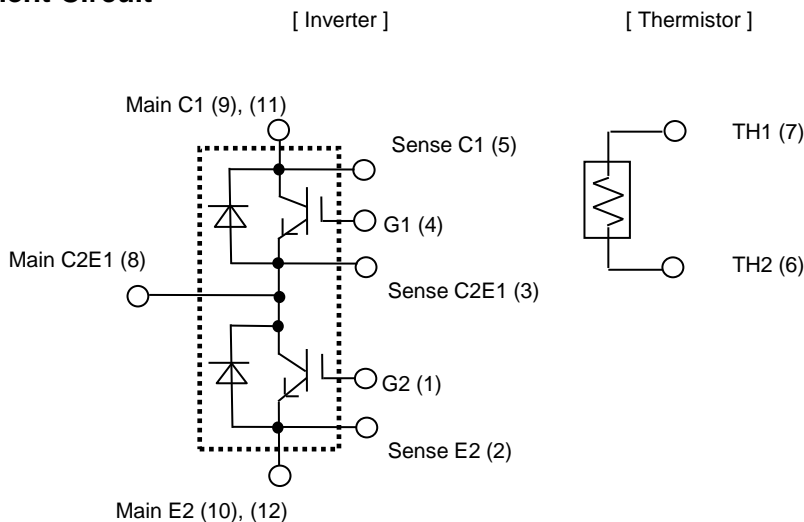 [ Inverter ]
[ Thermistor ]
Main C1 (9), (11)
Sense C1 (5)
TH1 (7)
G1 (4)
Main C2E1 (8)
TH2 (6)
Sense C2E1 (3)
G2 (1)
Sense E2 (2)
Main E2 (10), (12)